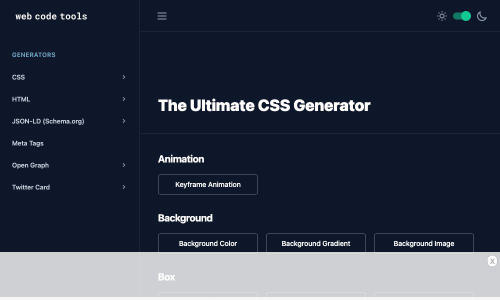 web code tools
GENERATORS
CSS
HTML
JSON-LD (Schema.org)
Meta Tags
Open Graph
Twitter Card
The Ultimate CSS Generator
Animation
Keyframe Animation
Background
Background Color
Background Gradient
Background Image
Box
X